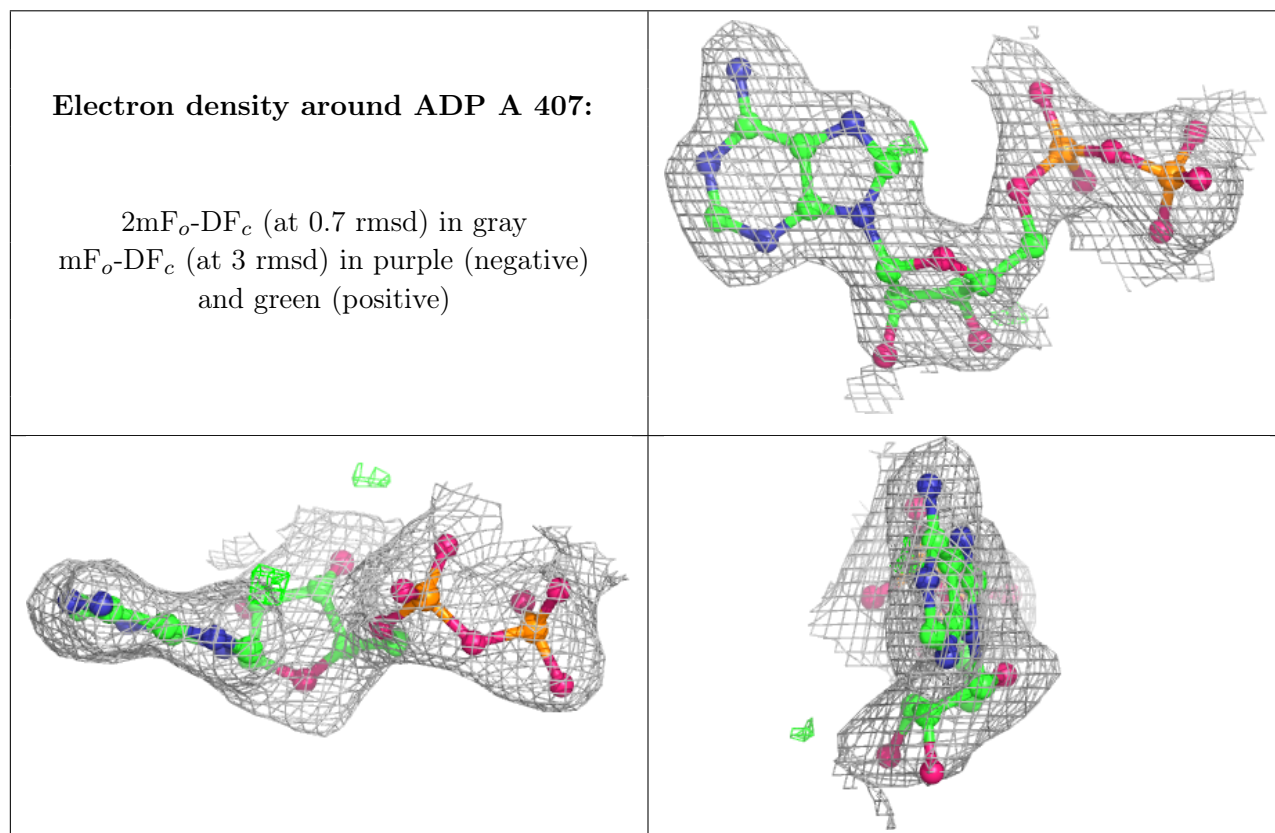 Electron density around ADP A 407:
2mFo-DFc (at 0.7 rmsd) in gray
mFo-DFc (at 3 rmsd) in purple (negative)
and green (positive)